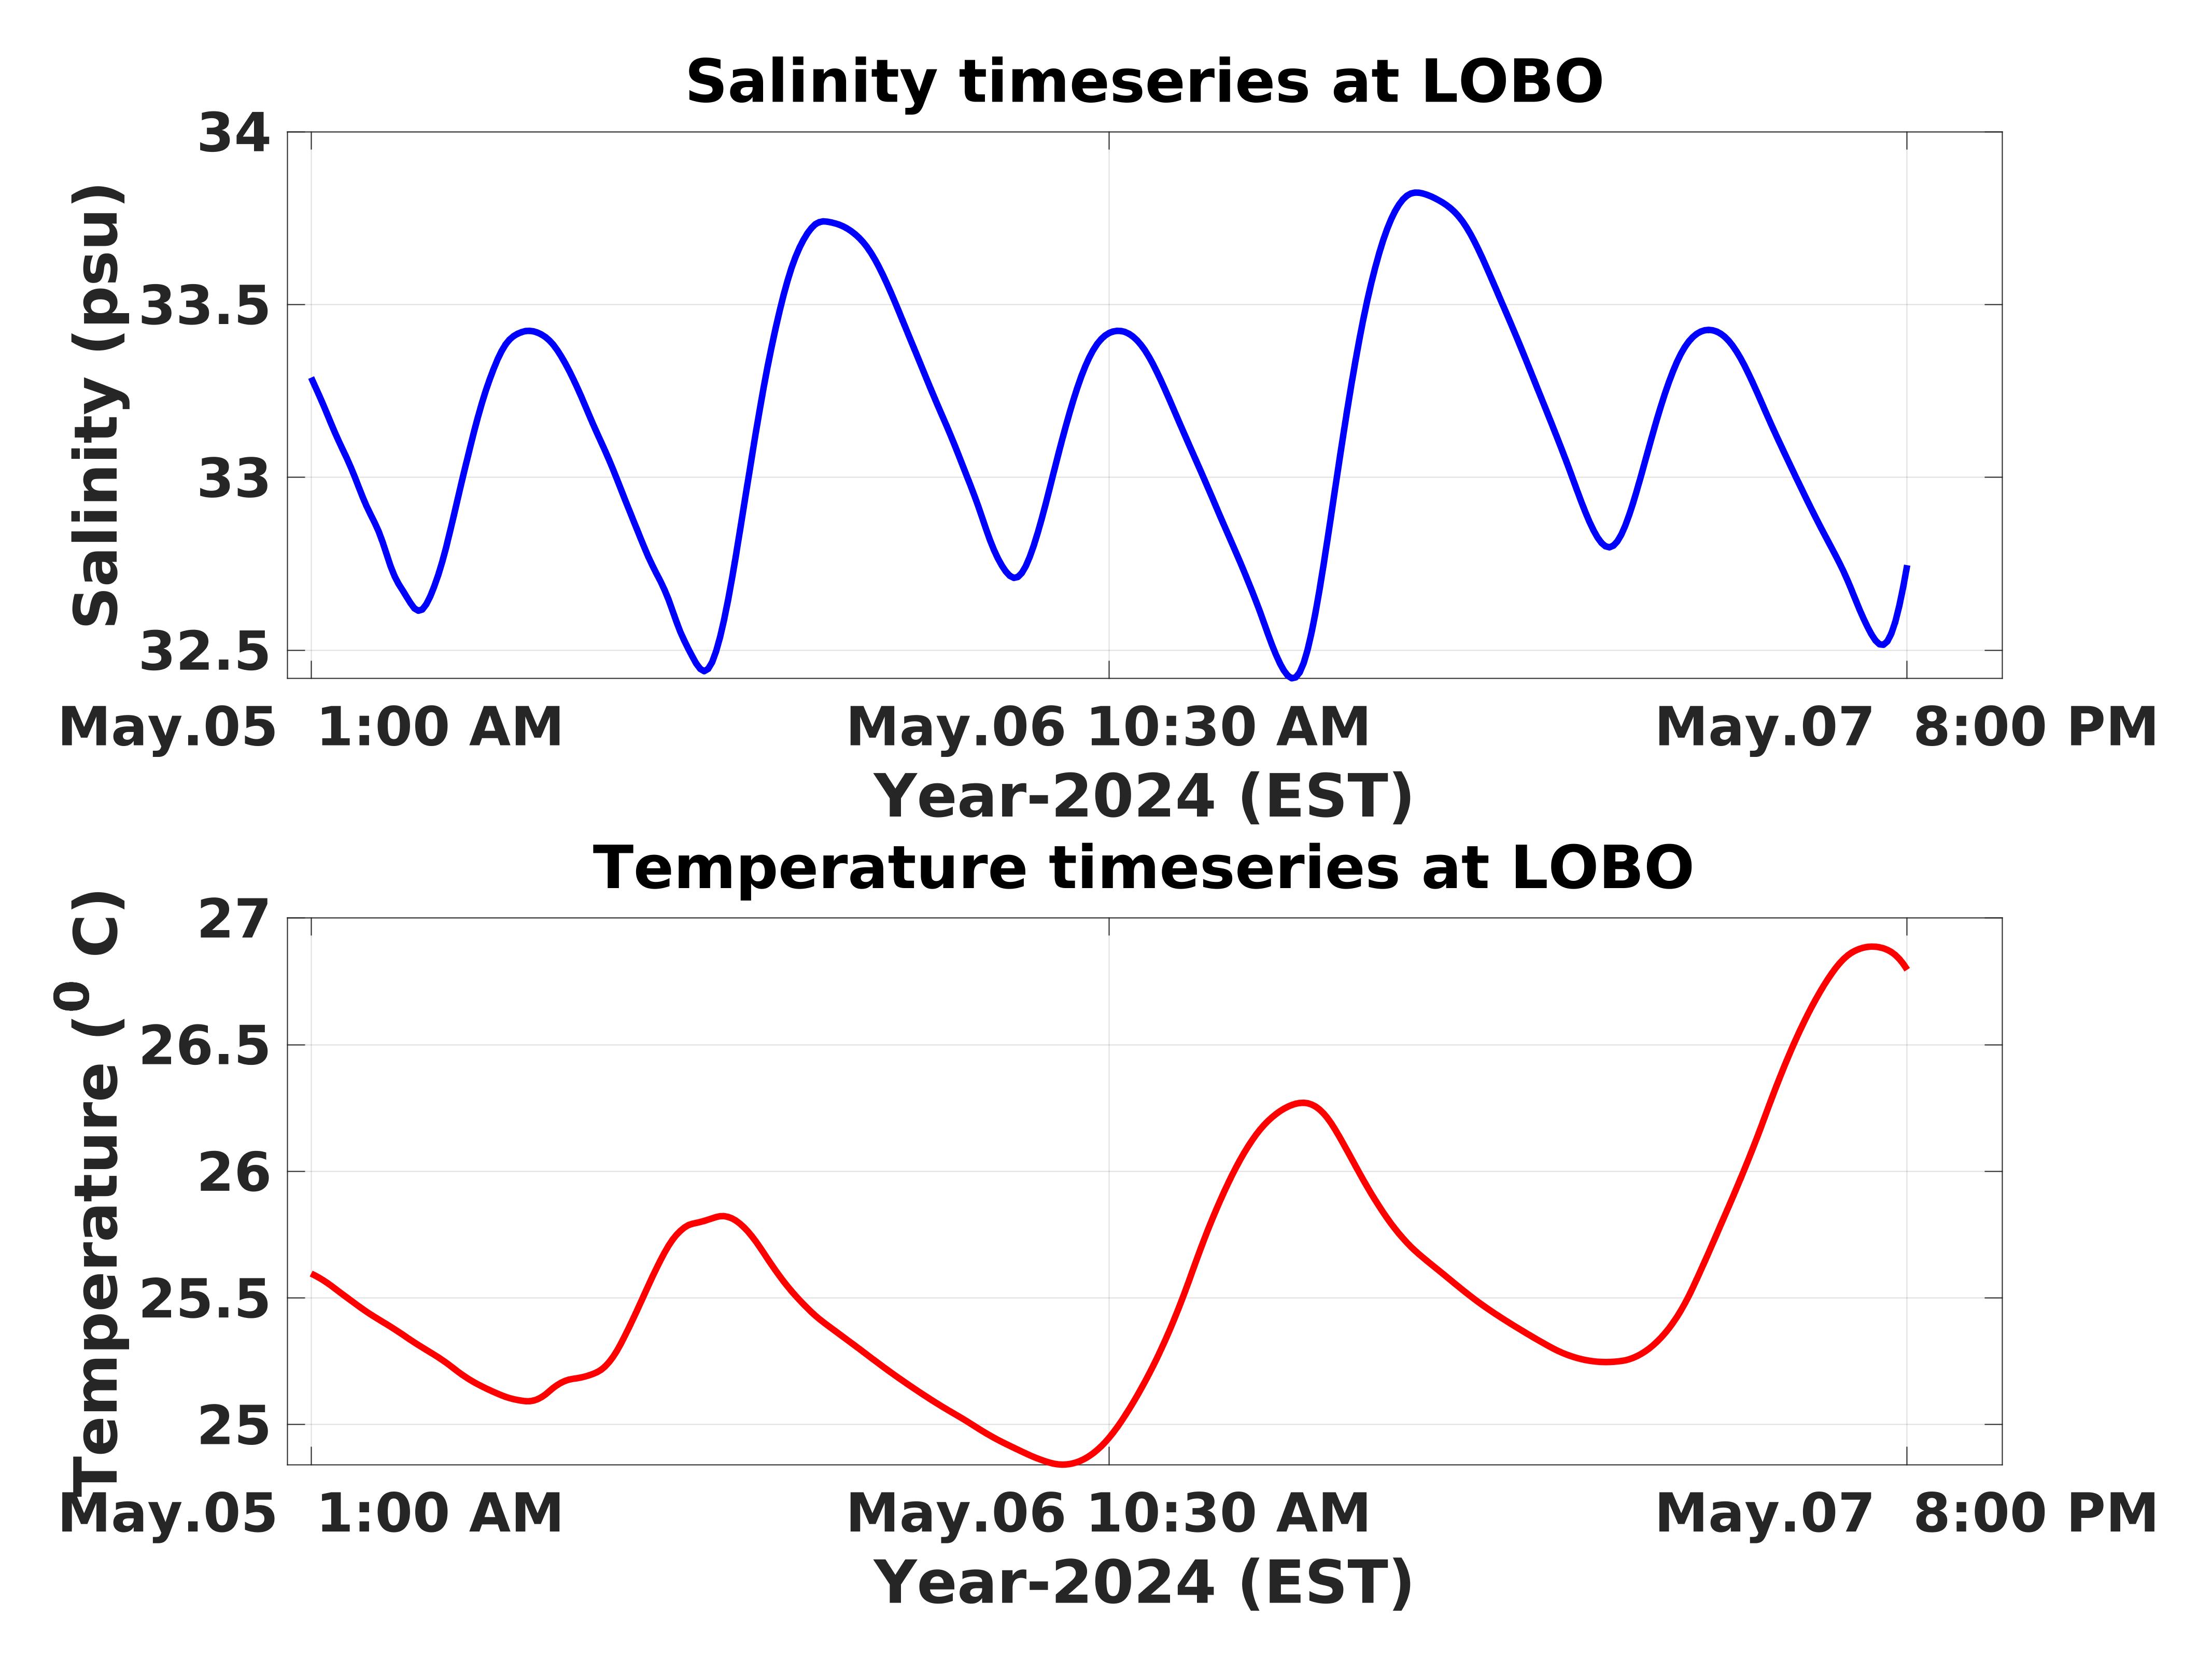 Salinity timeseries at LOBO
Salinity (psu)
34
33.5
33
32.5
May.05 1:00 AM
May.06 10:30 AM
May.07 8:00 PM
Year-2024 (EST)
Temperature timeseries at LOBO
Temperature (⁰ C)
27
26.5
26
25.5
25
May.05 1:00 AM
May.06 10:30 AM
May.07 8:00 PM
Year-2024 (EST)